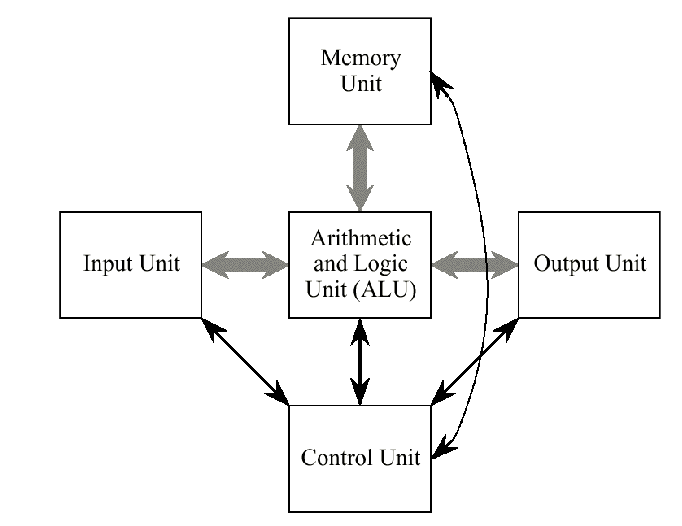 Memory
Unit
Input Unit
Arithmetic
and Logic
Unit (ALU)
Output Unit
Control Unit